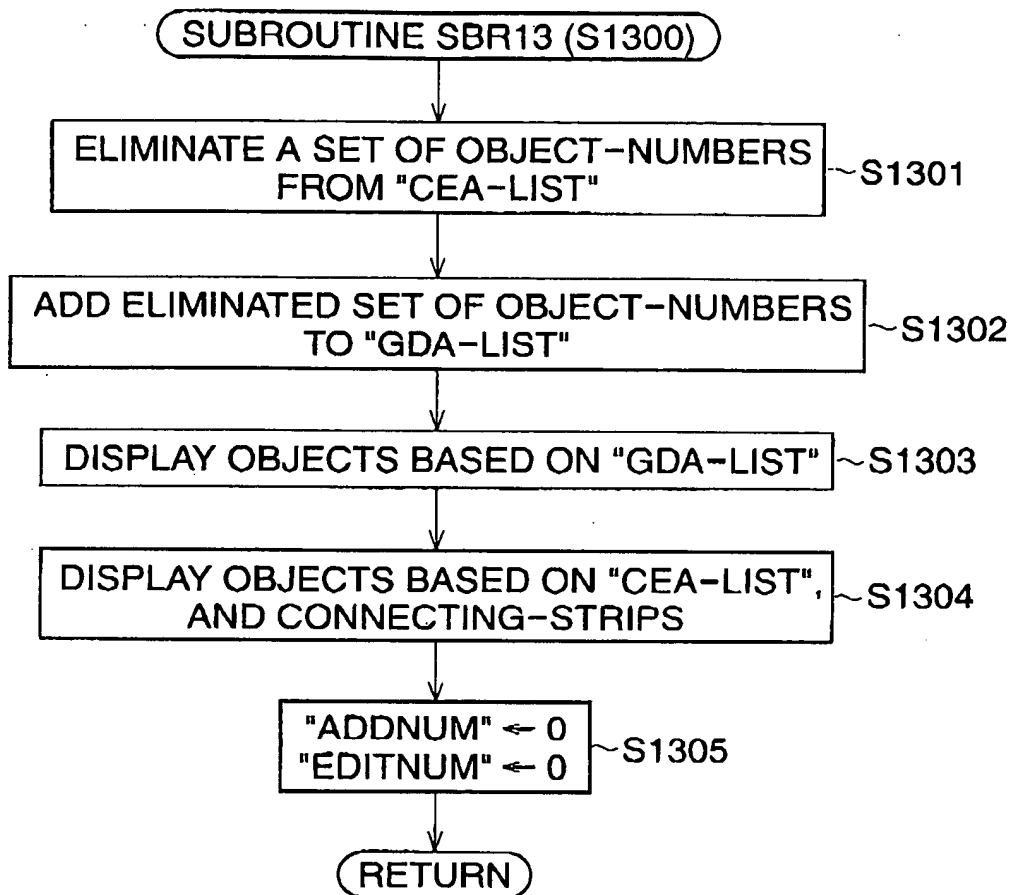 SUBROUTINE SBR13 (S1300)
ELIMINATE A SET OF OBJECT-NUMBERS
FROM "CEA-LIST"
S1301
ADD ELIMINATED SET OF OBJECT-NUMBERS
TO "GDA-LIST"
S1302
DISPLAY OBJECTS BASED ON "GDA-LIST"
S1303
DISPLAY OBJECTS BASED ON "CEA-LIST",
AND CONNECTING-STRIPS
S1304
"ADDNUM" ← 0
"EDITNUM" ← 0
S1305
RETURN